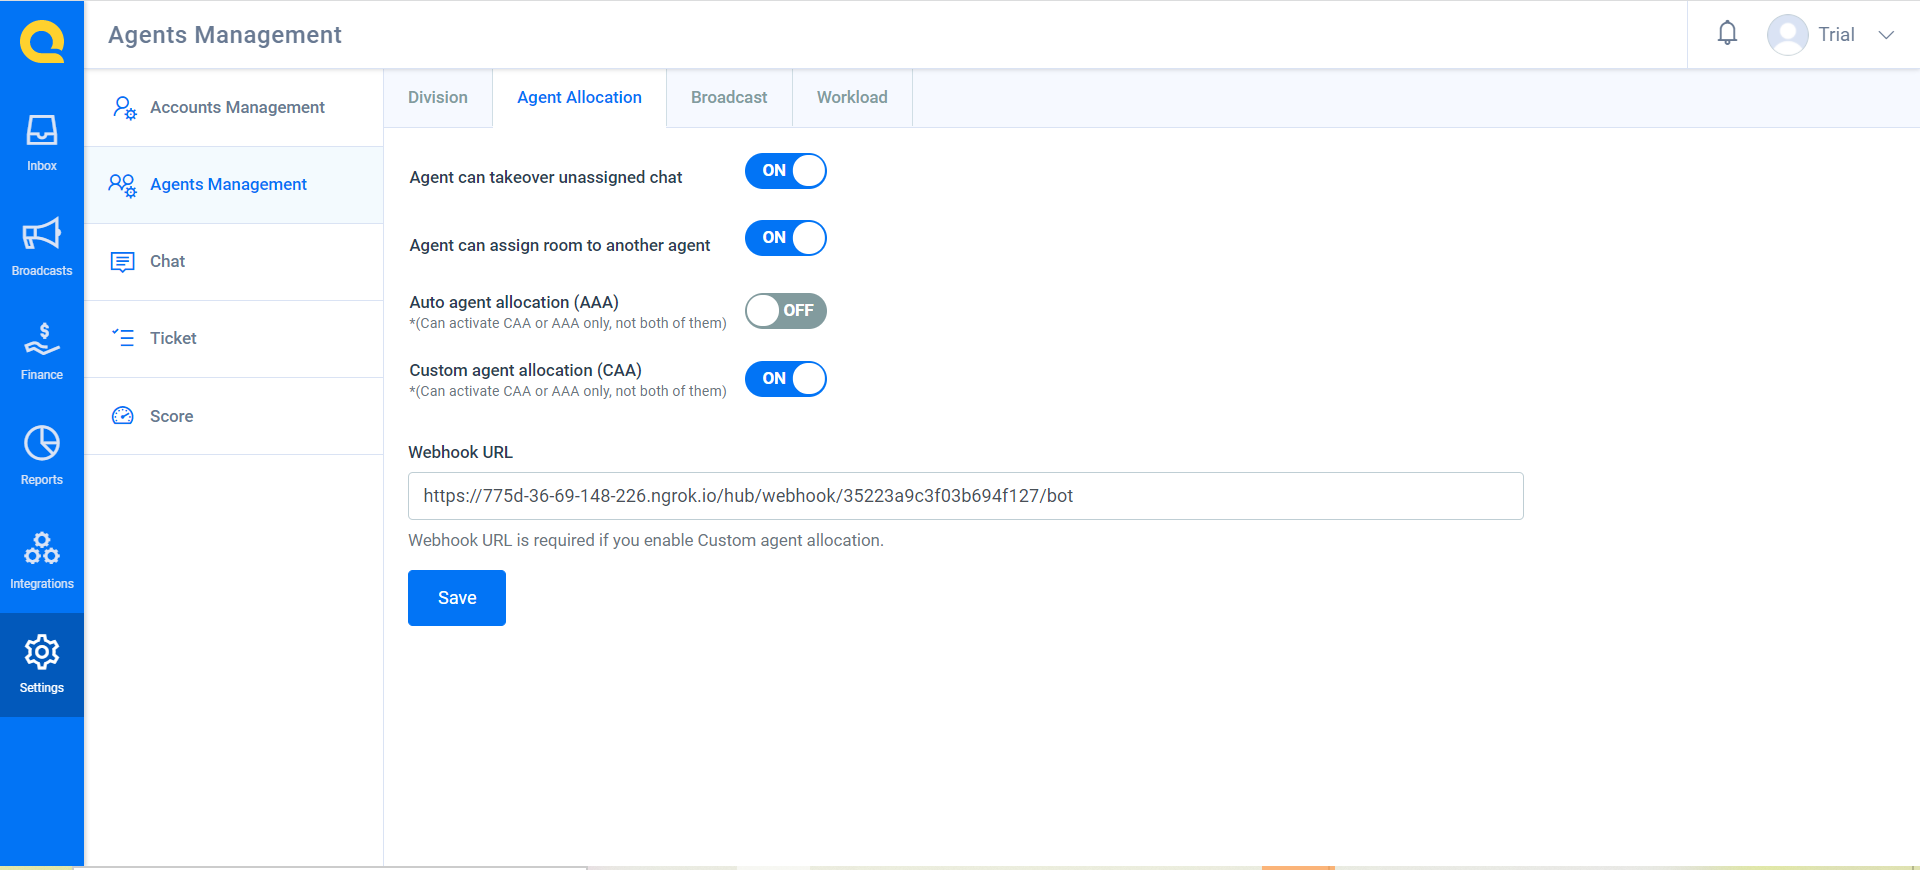 Agents Management
Trial
Inbox
Broadcasts
Finance
Reports
Integrations
Settings
Accounts Management
Agents Management
Chat
Ticket
Score
Division
Agent Allocation
Broadcast
Workload
Agent can takeover unassigned chat
ON
Agent can assign room to another agent
ON
Auto agent allocation (AAA)
*(Can activate CAA or AAA only, not both of them)
OFF
Custom agent allocation (CAA)
*(Can activate CAA or AAA only, not both of them)
ON
Webhook URL
https://775d-36-69-148-226.ngrok.io/hub/webhook/35223a9c3f03b694f127/bot
Webhook URL is required if you enable Custom agent allocation.
Save